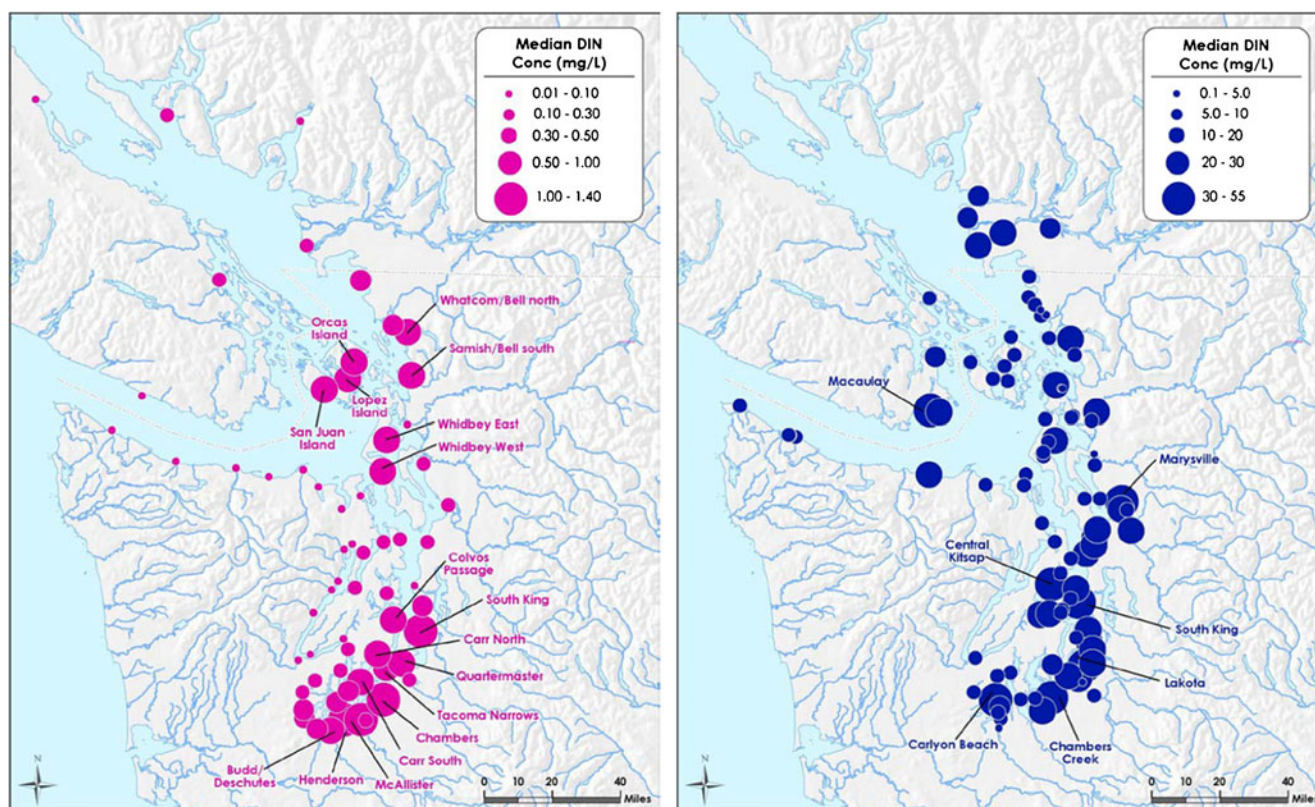 Median DIN
Conc (mg/L)
0.01 - 0.10
0.10 - 0.30
0.30 - 0.50
0.50 - 1.00
1.00 - 1.40
Whatcom/Bell north
Orcas
Island
Samish/Bell south
Lopez
Island
San Juan
Island
Whidbey East
Whidbey West
Colvos
Passage
South King
Carr North
Quartermaster
Tacoma Narrows
Chambers
Carr South
McAllister
Henderson
Budd/
Deschutes
N
0 10 20 40
Miles
Median DIN
Conc (mg/L)
0.1 - 5.0
5.0 - 10
10 - 20
20 - 30
30 - 55
Macaulay
Marysville
Central
Kitsap
South King
Lakota
Chambers
Creek
Carlyon Beach
N
0 10 20 40
Miles